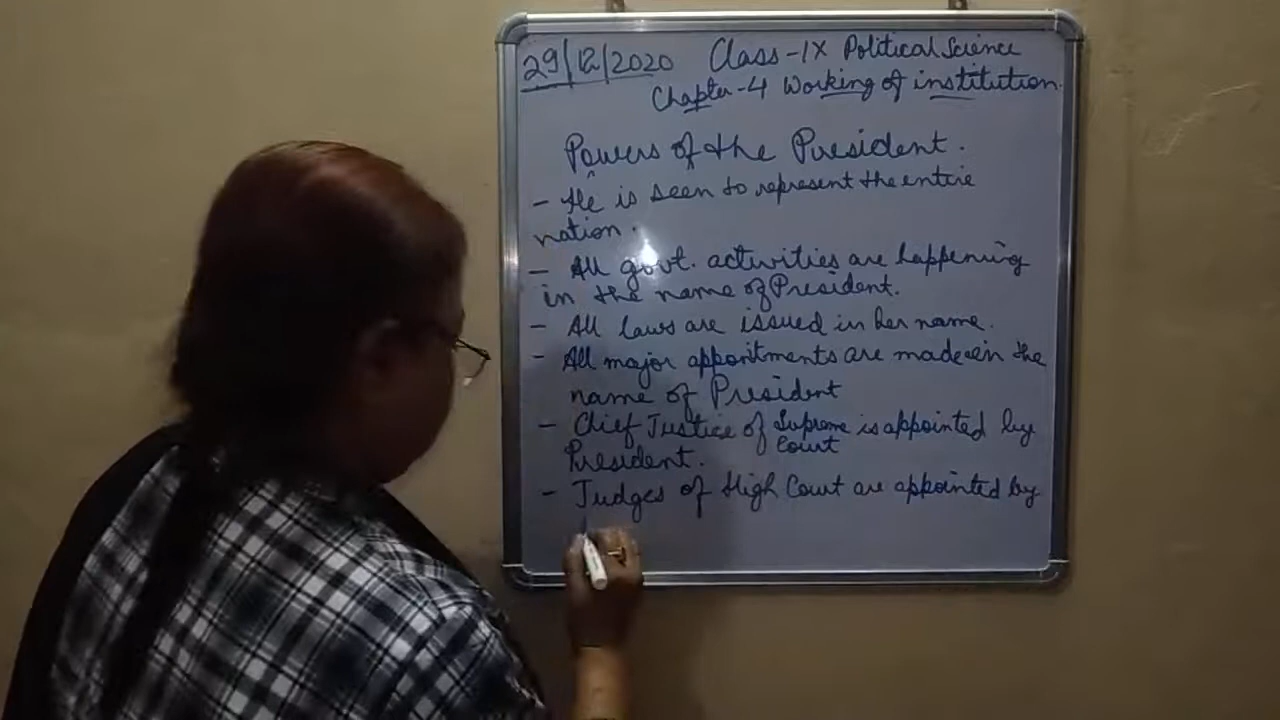 29/12/2020 Class-IX Political Science
Chapter-4 Working of institution.
Powers of the President.
- He is seen to represent the entire
nation.
- All govt. activities are happening
in the name of President.
- All laws are issued in her name.
- All major appointments are made in the
name of President
- Chief Justice of Supreme Court is appointed by
President.
- Judges of High Court are appointed by